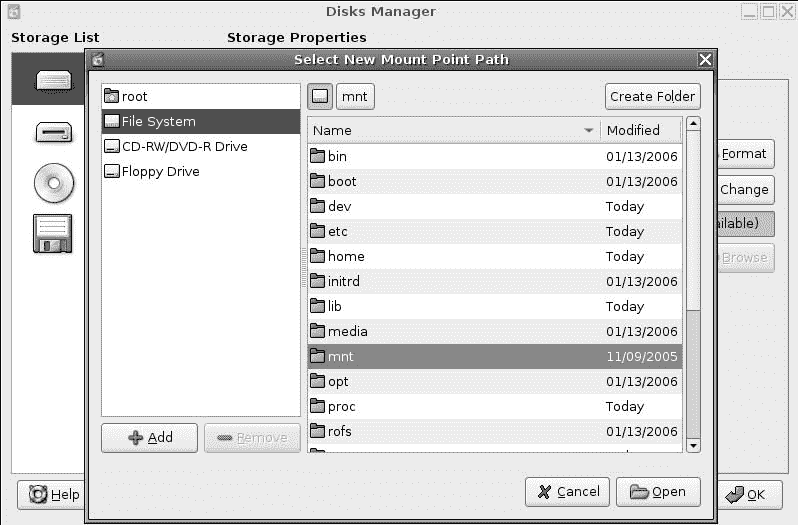 Disks Manager
Storage List Storage Properties
Select New Mount Point Path
root
File System
CD-RW/DVD-R Drive
Floppy Drive
Add Remove
mnt Create Folder
Name Modified
bin 01/13/2006
boot 01/13/2006
dev Today
etc Today
home Today
initrd 01/13/2006
lib Today
media 01/13/2006
mnt 11/09/2005
opt 01/13/2006
proc Today
rofs 01/13/2006
Cancel Open
Format
Change
ailable)
Browse
Help OK